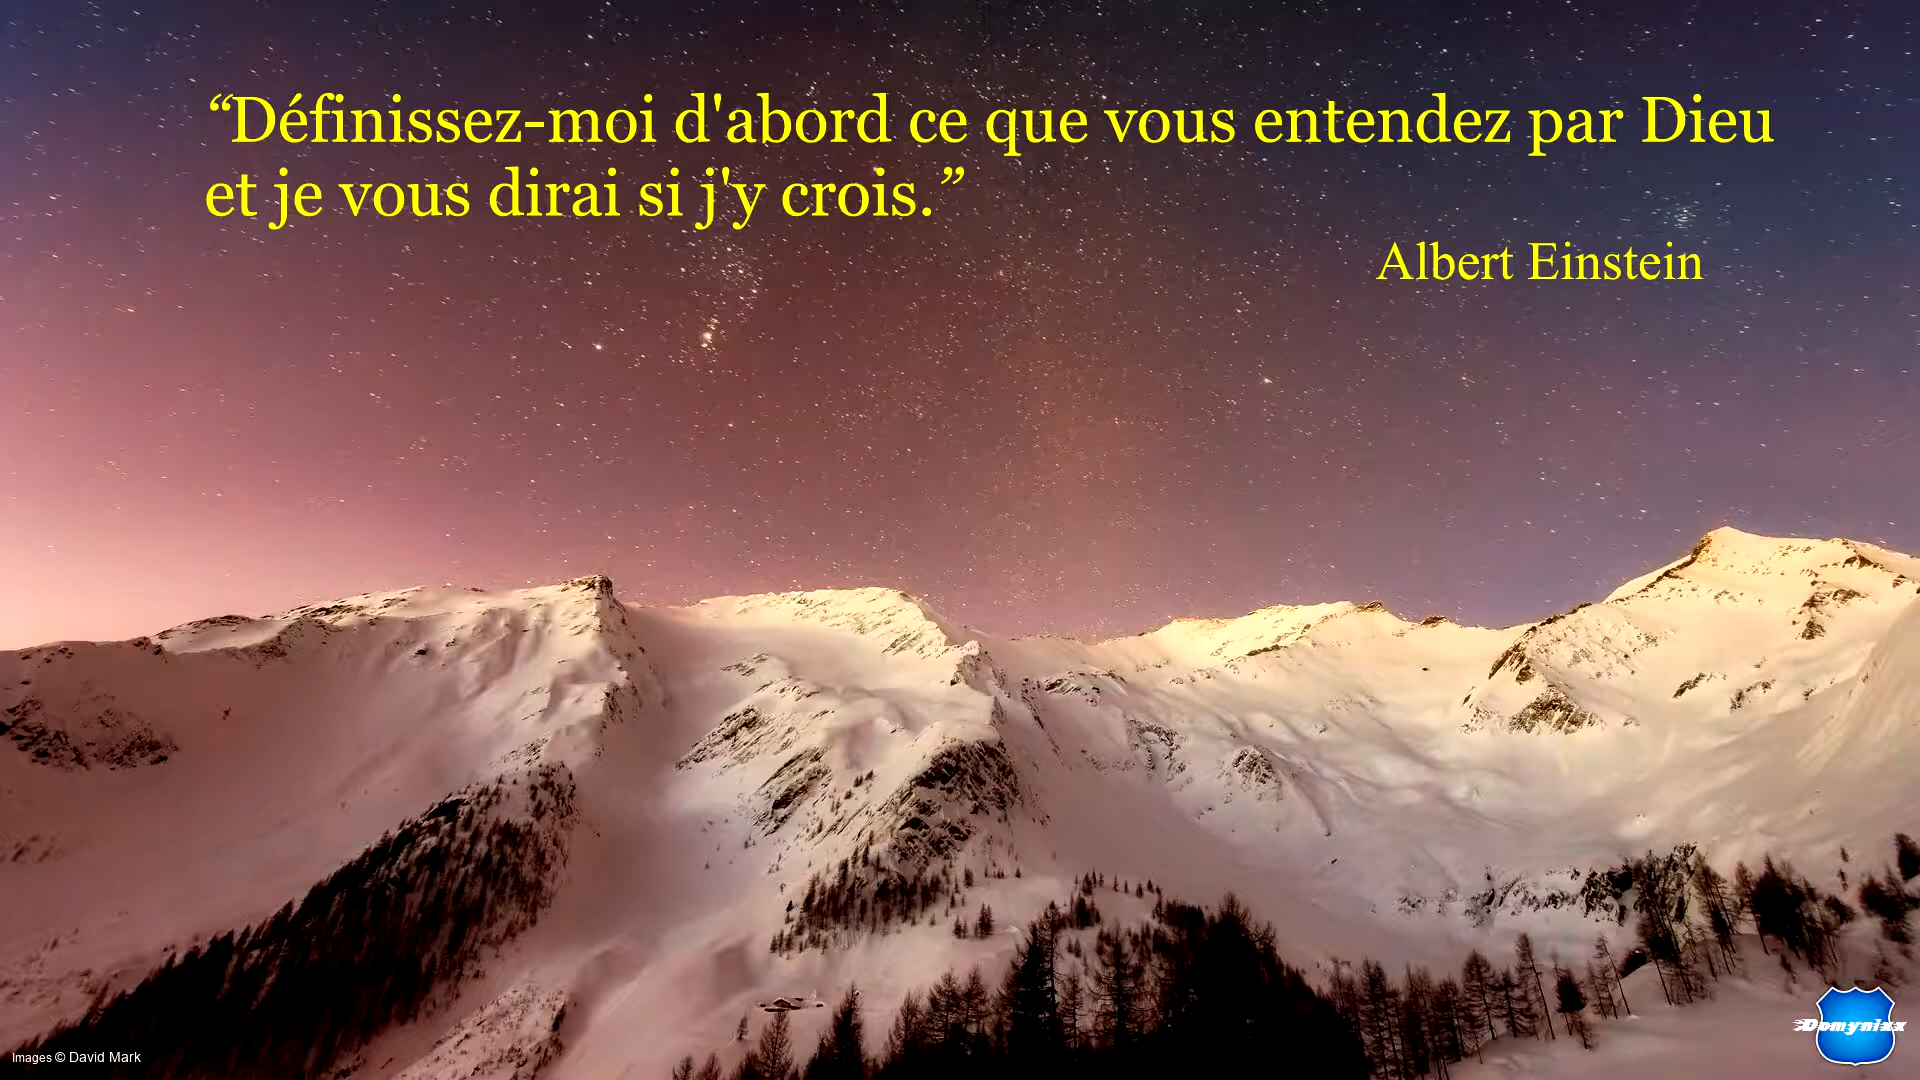 “Définissez-moi d'abord ce que vous entendez par Dieu
et je vous dirai si j'y crois.”
Albert Einstein
Images © David Mark
Domynixx